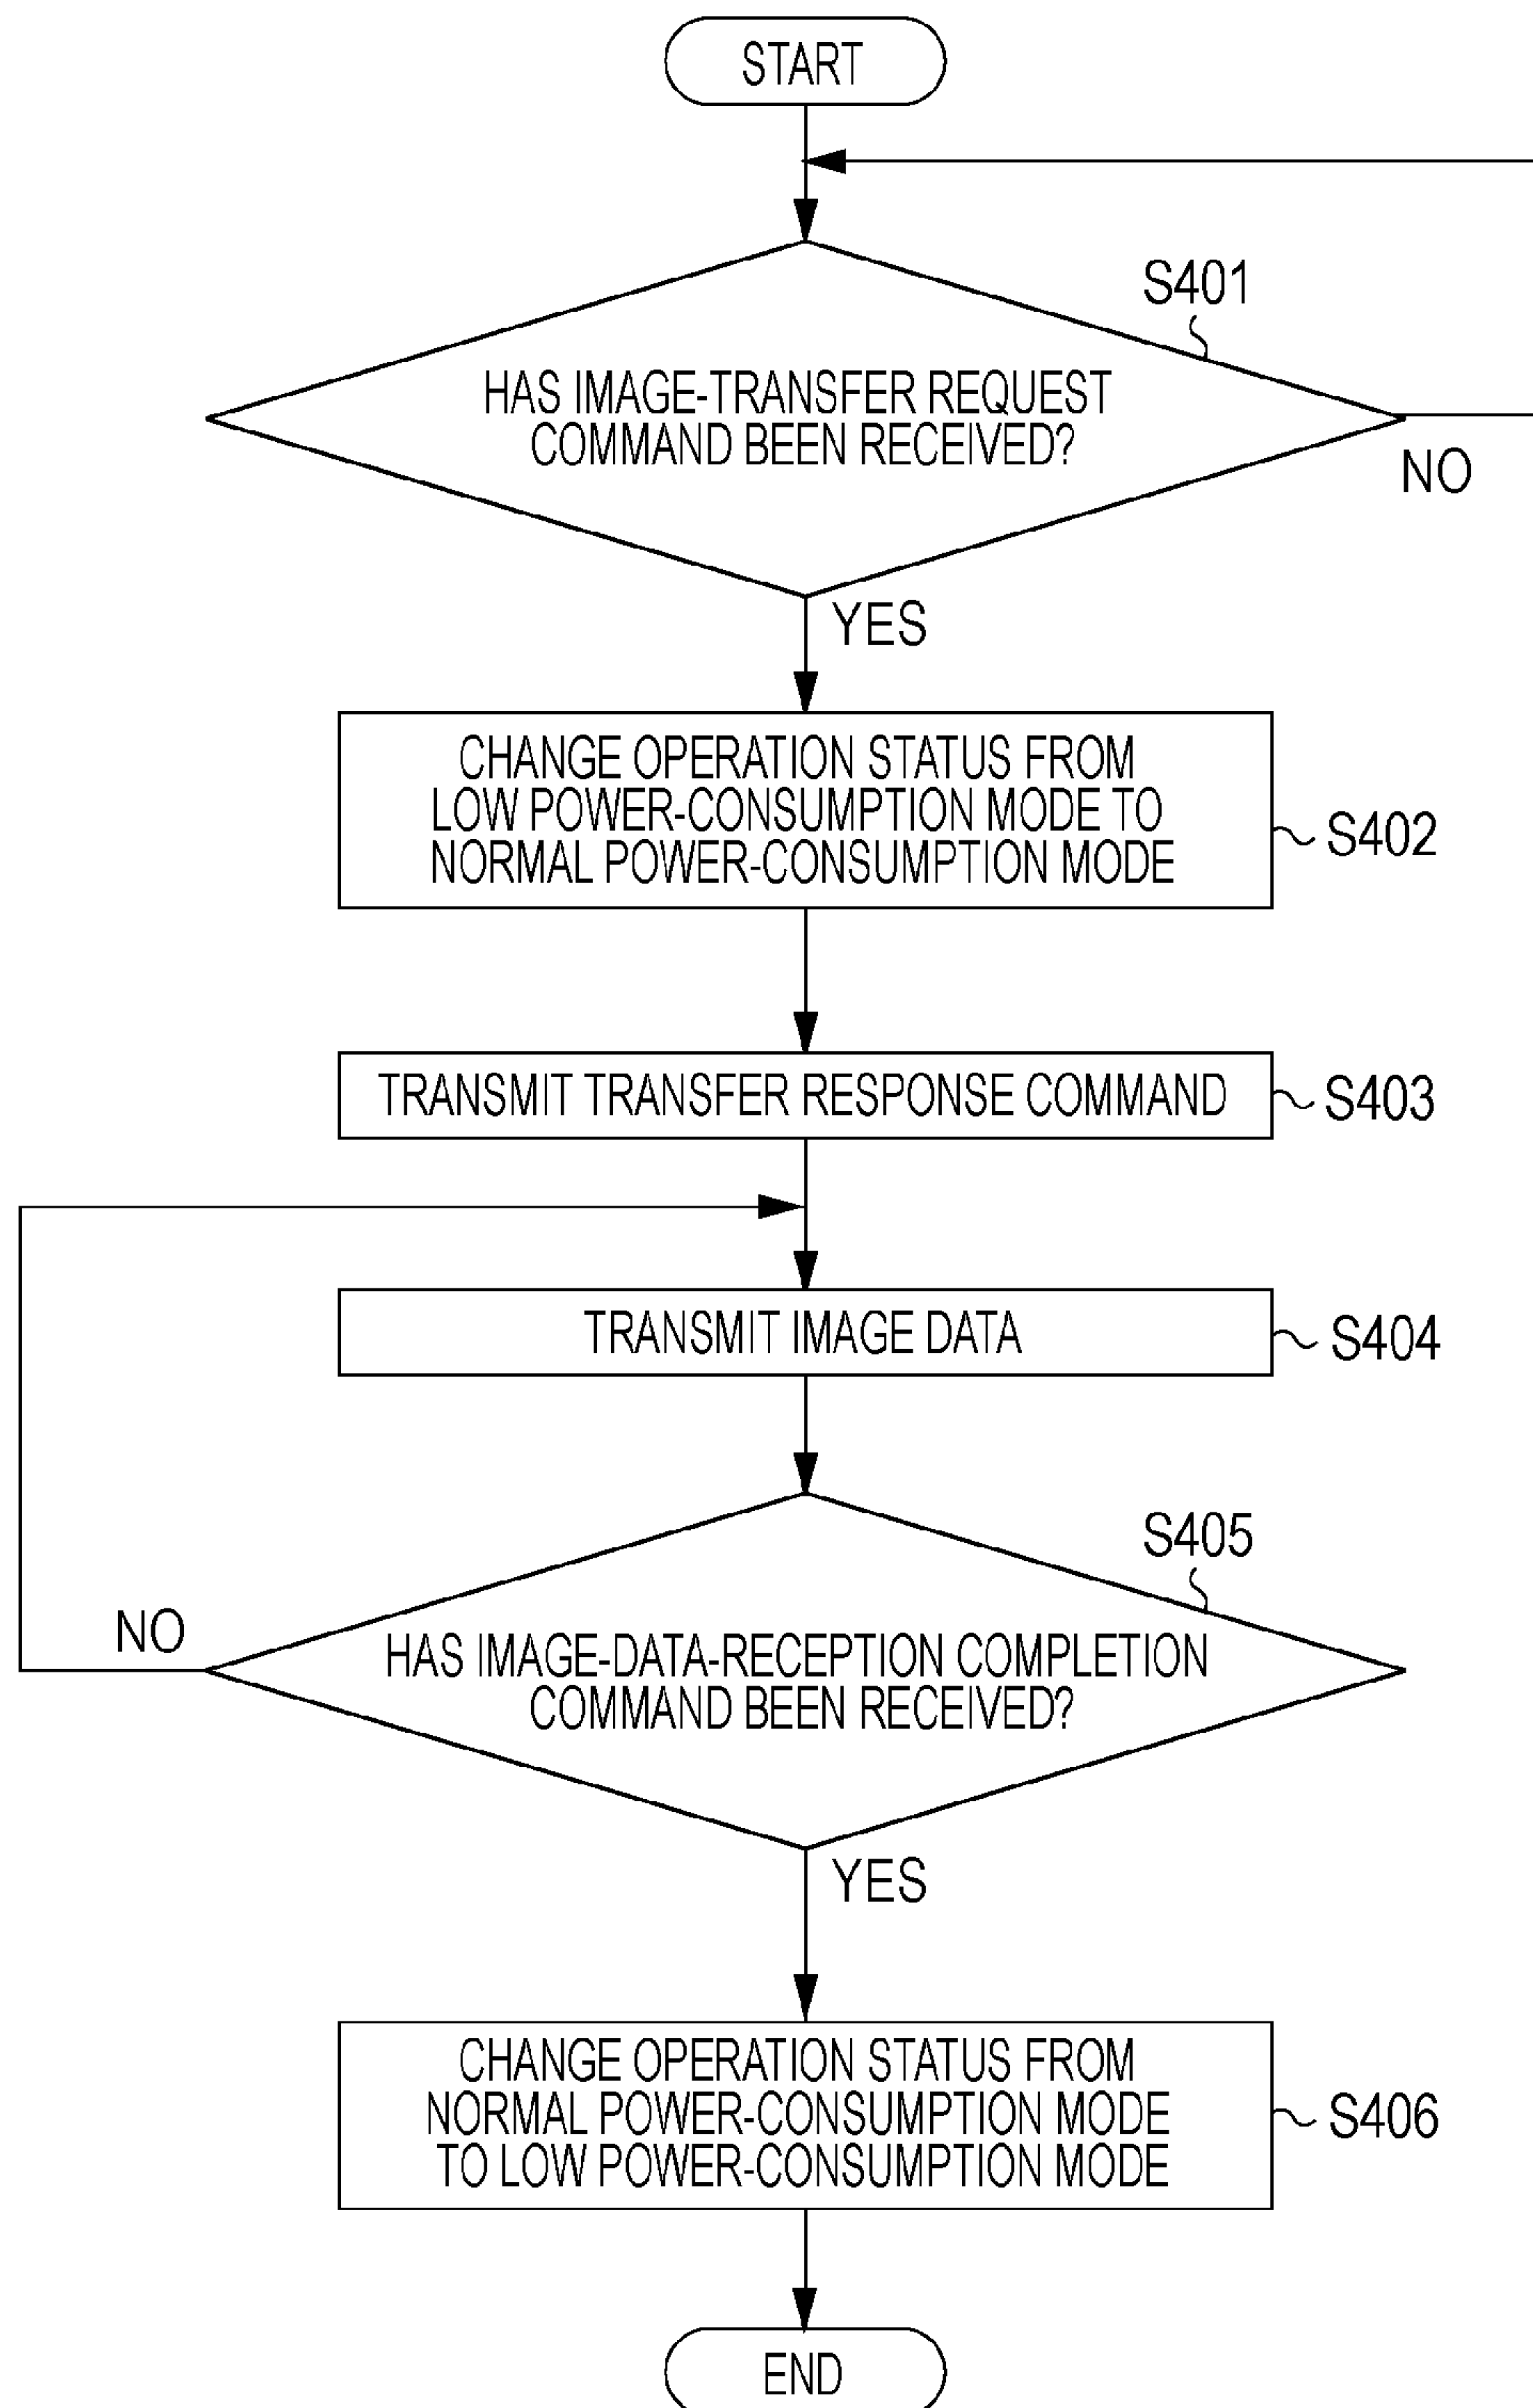 START
S401
HAS IMAGE-TRANSFER REQUEST
COMMAND BEEN RECEIVED?
NO
YES
CHANGE OPERATION STATUS FROM
LOW POWER-CONSUMPTION MODE TO
NORMAL POWER-CONSUMPTION MODE
S402
TRANSMIT TRANSFER RESPONSE COMMAND
S403
TRANSMIT IMAGE DATA
S404
S405
NO
HAS IMAGE-DATA-RECEPTION COMPLETION
COMMAND BEEN RECEIVED?
YES
CHANGE OPERATION STATUS FROM
NORMAL POWER-CONSUMPTION MODE
TO LOW POWER-CONSUMPTION MODE
S406
END